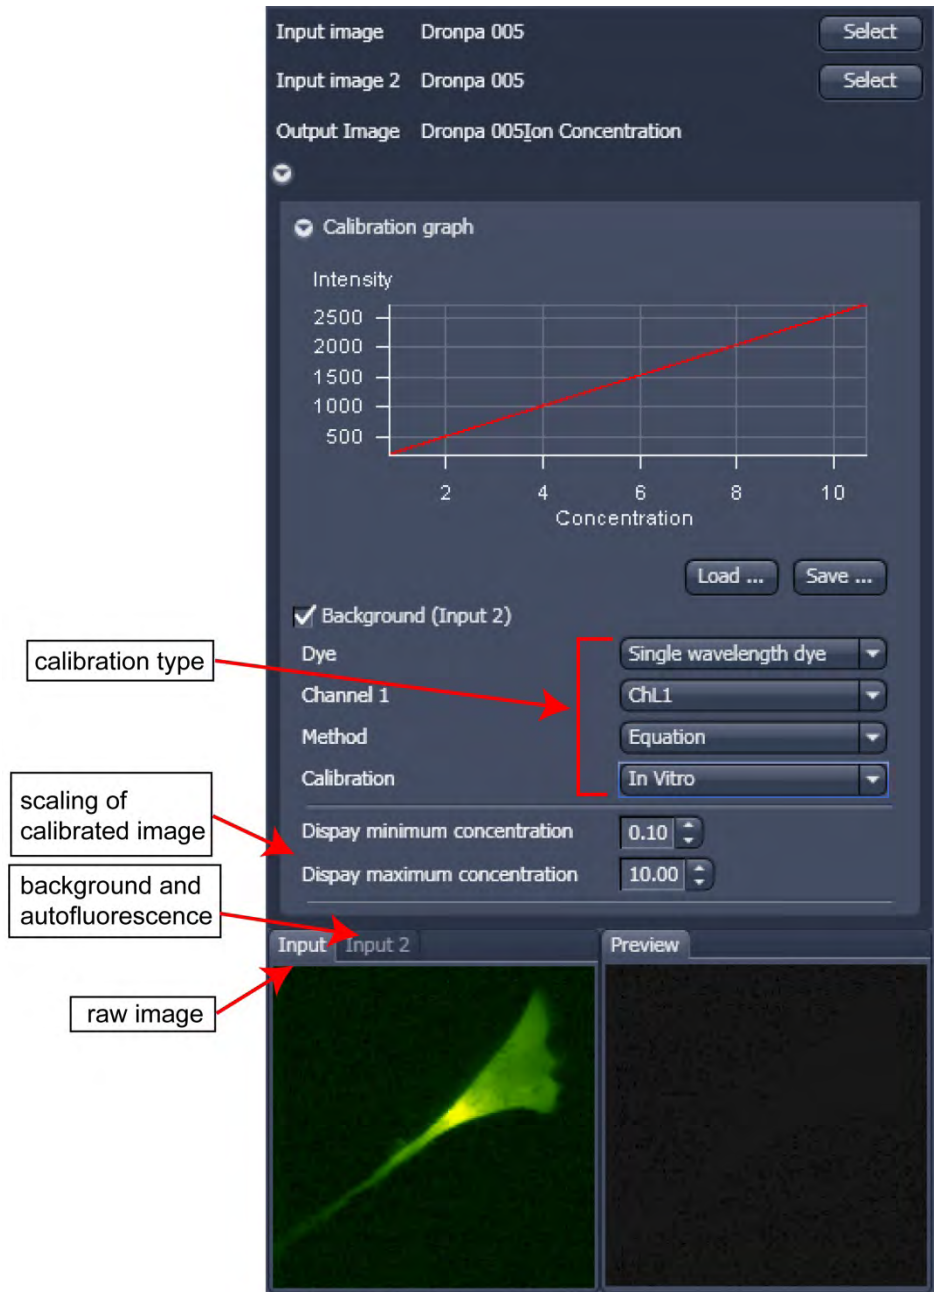 Input image Dronpa 005 Select
Input image 2 Dronpa 005 Select
Output Image Dronpa 005Ion Concentration
Calibration graph
Intensity
2500
2000
1500
1000
500
2 4 6 8 10
Concentration
Load ... Save ...
Background (Input 2)
calibration type
Dye Single wavelength dye
Channel 1 ChL1
Method Equation
Calibration In Vitro
scaling of
calibrated image
Dispay minimum concentration 0.10
Dispay maximum concentration 10.00
background and
autofluorescence
Input Input 2 Preview
raw image